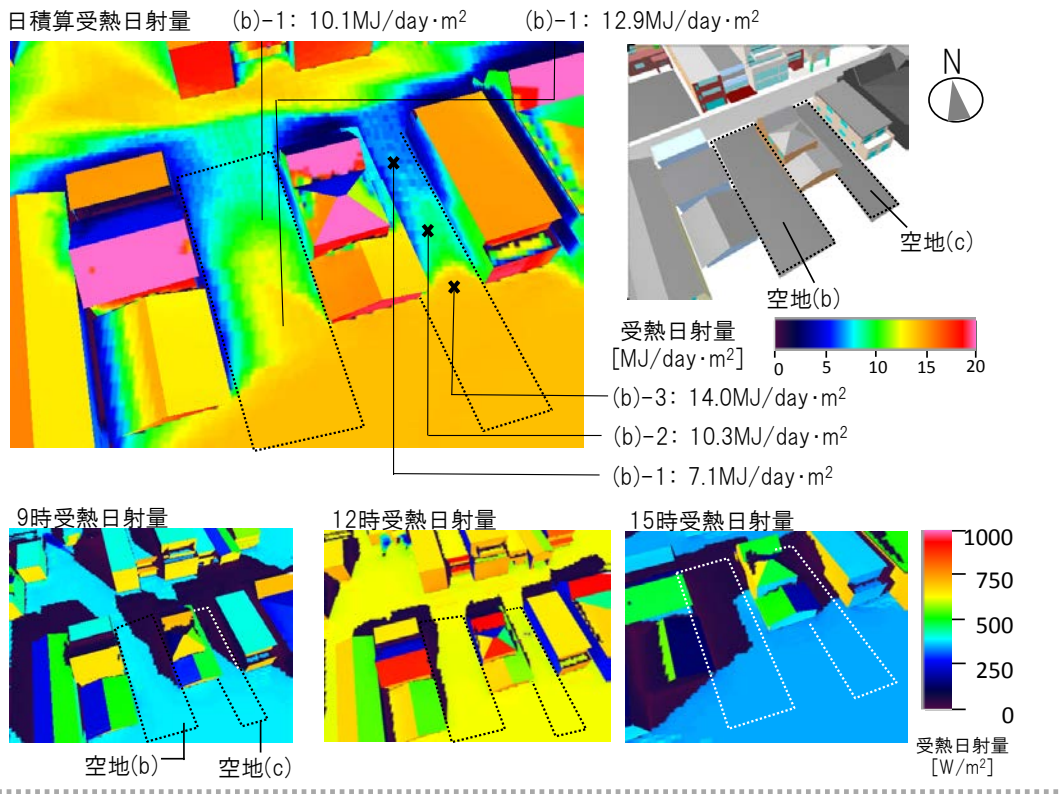 日積算受熱日射量 (b)-1: 10.1MJ/day·m² (b)-1: 12.9MJ/day·m²
N
空地(c)
空地(b)
受熱日射量
[MJ/day·m²]
0 5 10 15 20
(b)-3: 14.0MJ/day·m²
(b)-2: 10.3MJ/day·m²
(b)-1: 7.1MJ/day·m²
9時受熱日射量 12時受熱日射量 15時受熱日射量
1000
750
500
250
0
受熱日射量
[W/m²]
空地(b) 空地(c)